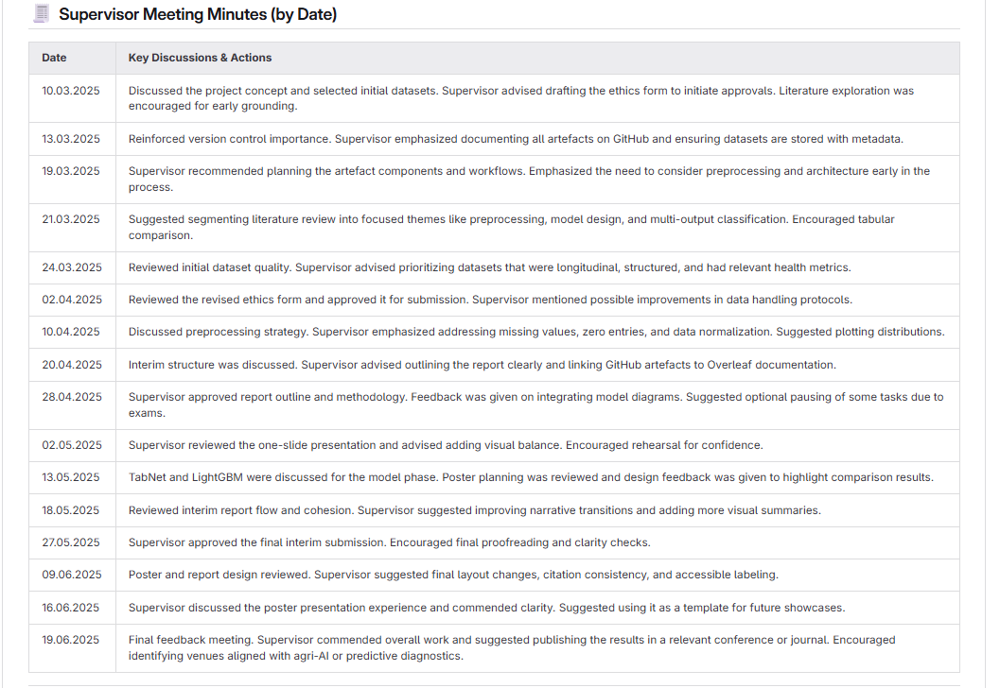 Supervisor Meeting Minutes (by Date)
Date Key Discussions & Actions
10.03.2025 Discussed the project concept and selected initial datasets. Supervisor advised drafting the ethics form to initiate approvals. Literature exploration was
encouraged for early grounding.
13.03.2025 Reinforced version control importance. Supervisor emphasized documenting all artefacts on GitHub and ensuring datasets are stored with metadata.
19.03.2025 Supervisor recommended planning the artefact components and workflows. Emphasized the need to consider preprocessing and architecture early in the
process.
21.03.2025 Suggested segmenting literature review into focused themes like preprocessing, model design, and multi-output classification. Encouraged tabular
comparison.
24.03.2025 Reviewed initial dataset quality. Supervisor advised prioritizing datasets that were longitudinal, structured, and had relevant health metrics.
02.04.2025 Reviewed the revised ethics form and approved it for submission. Supervisor mentioned possible improvements in data handling protocols.
10.04.2025 Discussed preprocessing strategy. Supervisor emphasized addressing missing values, zero entries, and data normalization. Suggested plotting distributions.
20.04.2025 Interim structure was discussed. Supervisor advised outlining the report clearly and linking GitHub artefacts to Overleaf documentation.
28.04.2025 Supervisor approved report outline and methodology. Feedback was given on integrating model diagrams. Suggested optional pausing of some tasks due to
exams.
02.05.2025 Supervisor reviewed the one-slide presentation and advised adding visual balance. Encouraged rehearsal for confidence.
13.05.2025 TabNet and LightGBM were discussed for the model phase. Poster planning was reviewed and design feedback was given to highlight comparison results.
18.05.2025 Reviewed interim report flow and cohesion. Supervisor suggested improving narrative transitions and adding more visual summaries.
27.05.2025 Supervisor approved the final interim submission. Encouraged final proofreading and clarity checks.
09.06.2025 Poster and report design reviewed. Supervisor suggested final layout changes, citation consistency, and accessible labeling.
16.06.2025 Supervisor discussed the poster presentation experience and commended clarity. Suggested using it as a template for future showcases.
19.06.2025 Final feedback meeting. Supervisor commended overall work and suggested publishing the results in a relevant conference or journal. Encouraged
identifying venues aligned with agri-AI or predictive diagnostics.